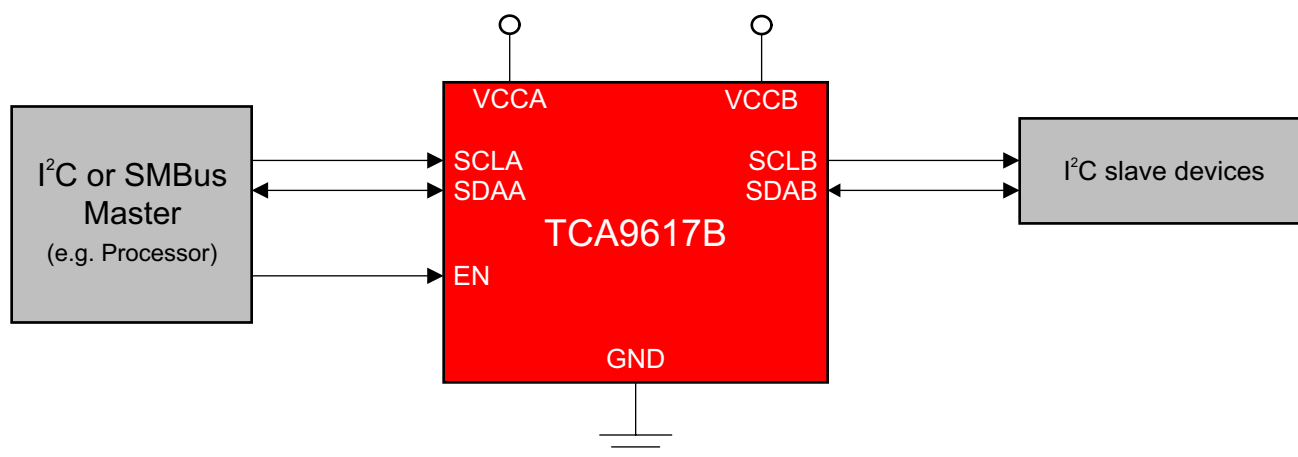 VCCA
VCCB
I²C or SMBus
Master
(e.g. Processor)
SCLA
SDAA
EN
SCLB
SDAB
TCA9617B
GND
I²C slave devices